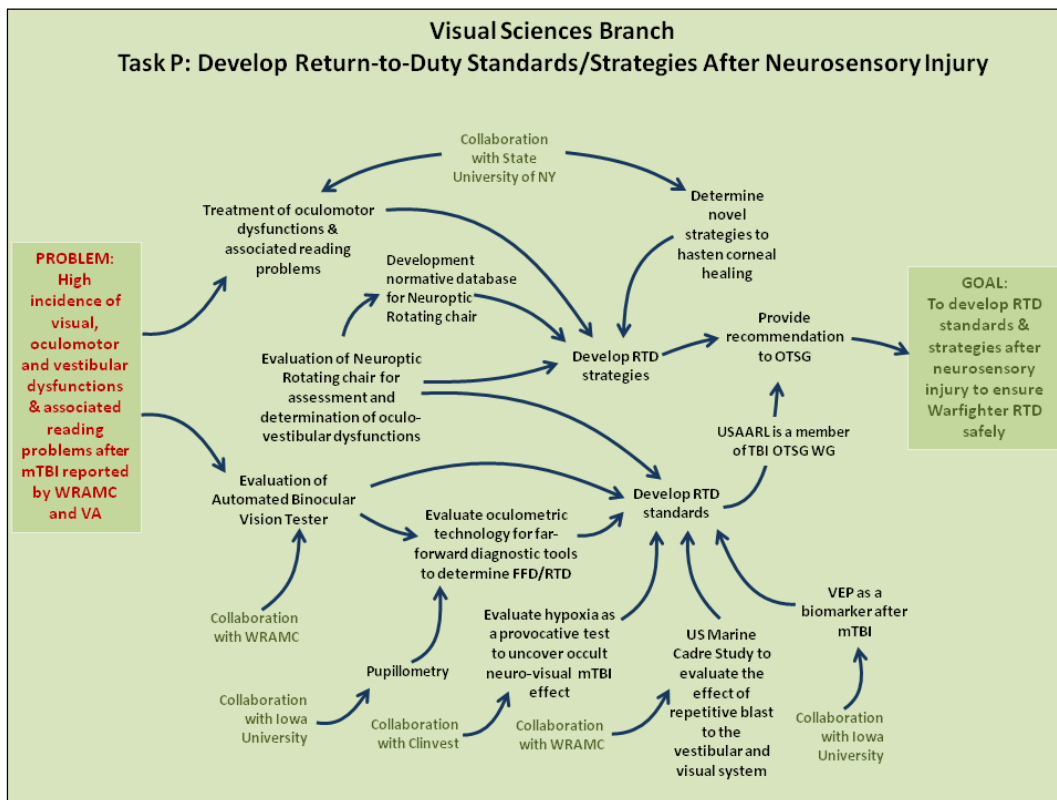 Visual Sciences Branch
Task P: Develop Return-to-Duty Standards/Strategies After Neurosensory Injury
Collaboration
with State
University of NY
Treatment of oculomotor
dysfunctions &
associated reading
problems
Determine
novel
strategies to
hasten corneal
healing
PROBLEM:
High
incidence of
visual,
oculomotor
and vestibular
dysfunctions
& associated
reading
problems after
mTBI reported
by WRAMC
and VA
Development
normative database
for Neuroptic
Rotating chair
GOAL:
To develop RTD
standards &
strategies after
neurosensory
injury to ensure
Warfighter RTD
safely
Evaluation of Neuroptic
Rotating chair for
assessment and
determination of oculo-
vestibular dysfunctions
Develop RTD
strategies
Provide
recommendation
to OTSG
USAARL is a member
of TBI OTSG WG
Evaluation of
Automated Binocular
Vision Tester
Develop RTD
standards
Evaluate oculometric
technology for far-
forward diagnostic tools
to determine FFD/RTD
Collaboration
with WRAMC
Pupillometry
Evaluate hypoxia as
a provocative test
to uncover occult
neuro-visual mTBI
effect
US Marine
Cadre Study to
evaluate the
effect of
repetitive blast
to the
vestibular and
visual system
VEP as a
biomarker after
mTBI
Collaboration
with Iowa
University
Collaboration
with Clinvest
Collaboration
with WRAMC
Collaboration
with Iowa
University